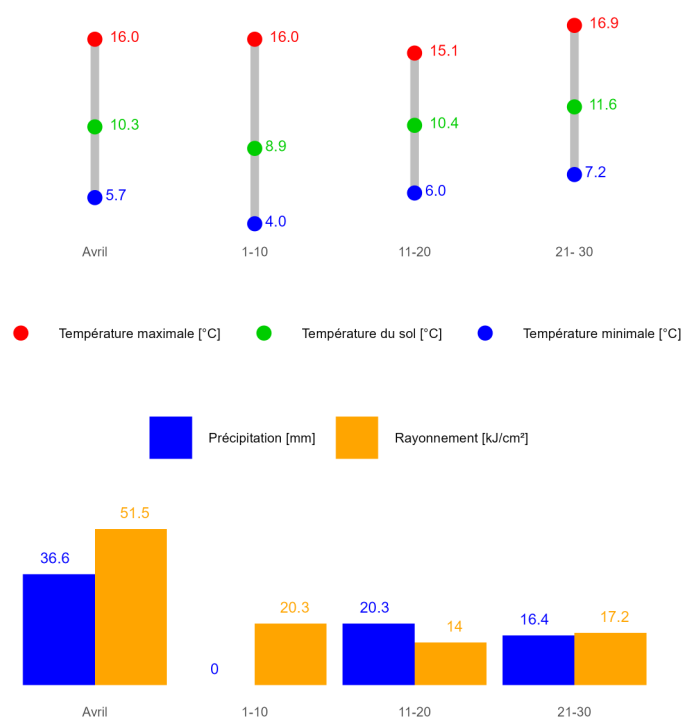 16.0 16.0 15.1 16.9
10.3 8.9 10.4 11.6
5.7 4.0 6.0 7.2
Avril 1-10 11-20 21- 30
Température maximale [°C] Température du sol [°C] Température minimale [°C]
Précipitation [mm] Rayonnement [kJ/cm²]
36.6 51.5 0 20.3 20.3 14 16.4 17.2
Avril 1-10 11-20 21-30